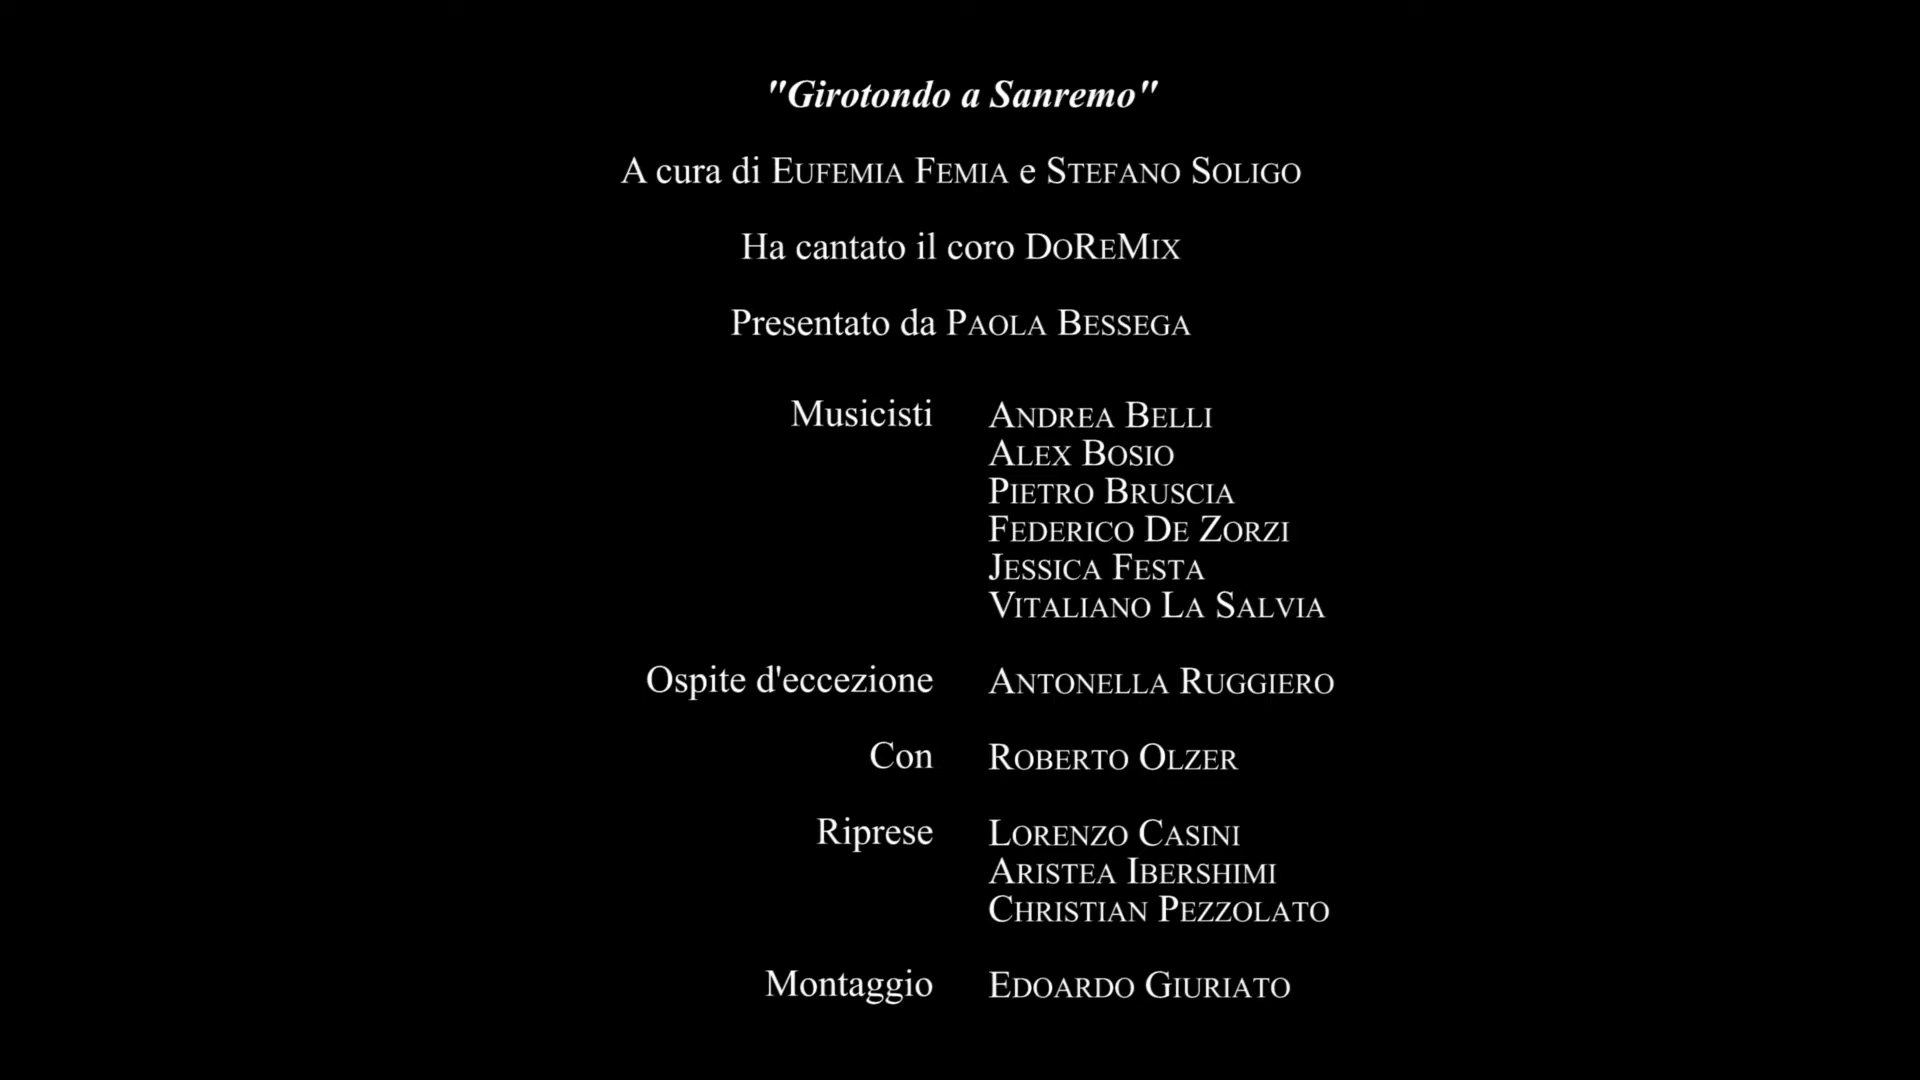 "Girotondo a Sanremo"
A cura di EUFEMIA FEMIA e STEFANO SOLIGO
Ha cantato il coro DOREMIX
Presentato da PAOLA BESSEGA
Musicisti ANDREA BELLI
ALEX BOSIO
PIETRO BRUSCIA
FEDERICO DE ZORZI
JESSICA FESTA
VITALIANO LA SALVIA
Ospite d'eccezione ANTONELLA RUGGIERO
Con ROBERTO OLZER
Riprese LORENZO CASINI
ARISTEA IBERSHIMI
CHRISTIAN PEZZOLATO
Montaggio EDOARDO GIURIATO